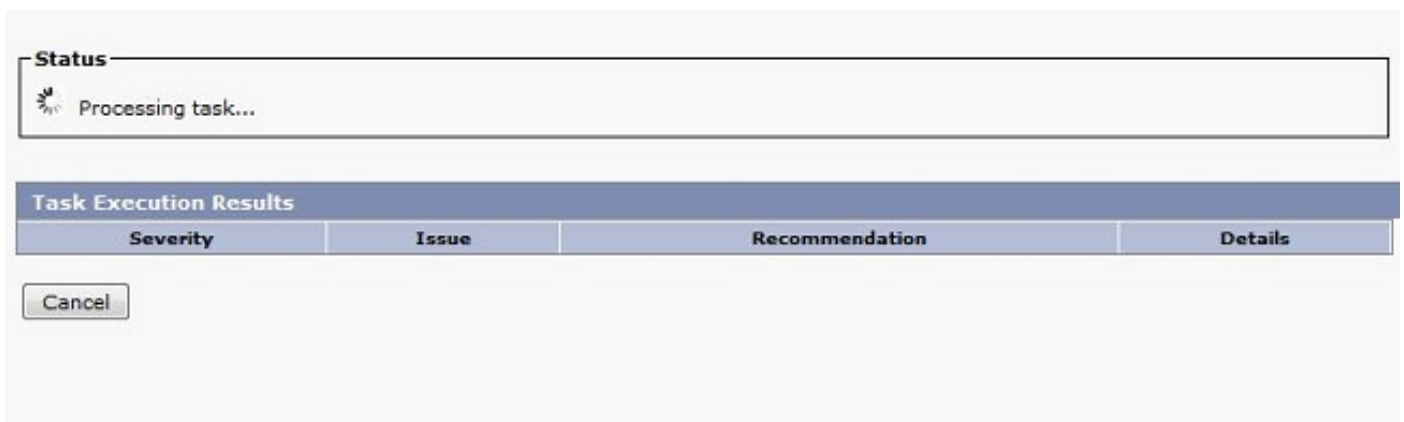 Status
Processing task...
Task Execution Results
Severity Issue Recommendation Details
Cancel